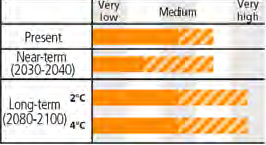 Very low
Medium
Very high
Present
Near-term
(2030-2040)
Long-term
(2080-2100)
2°C
4°C